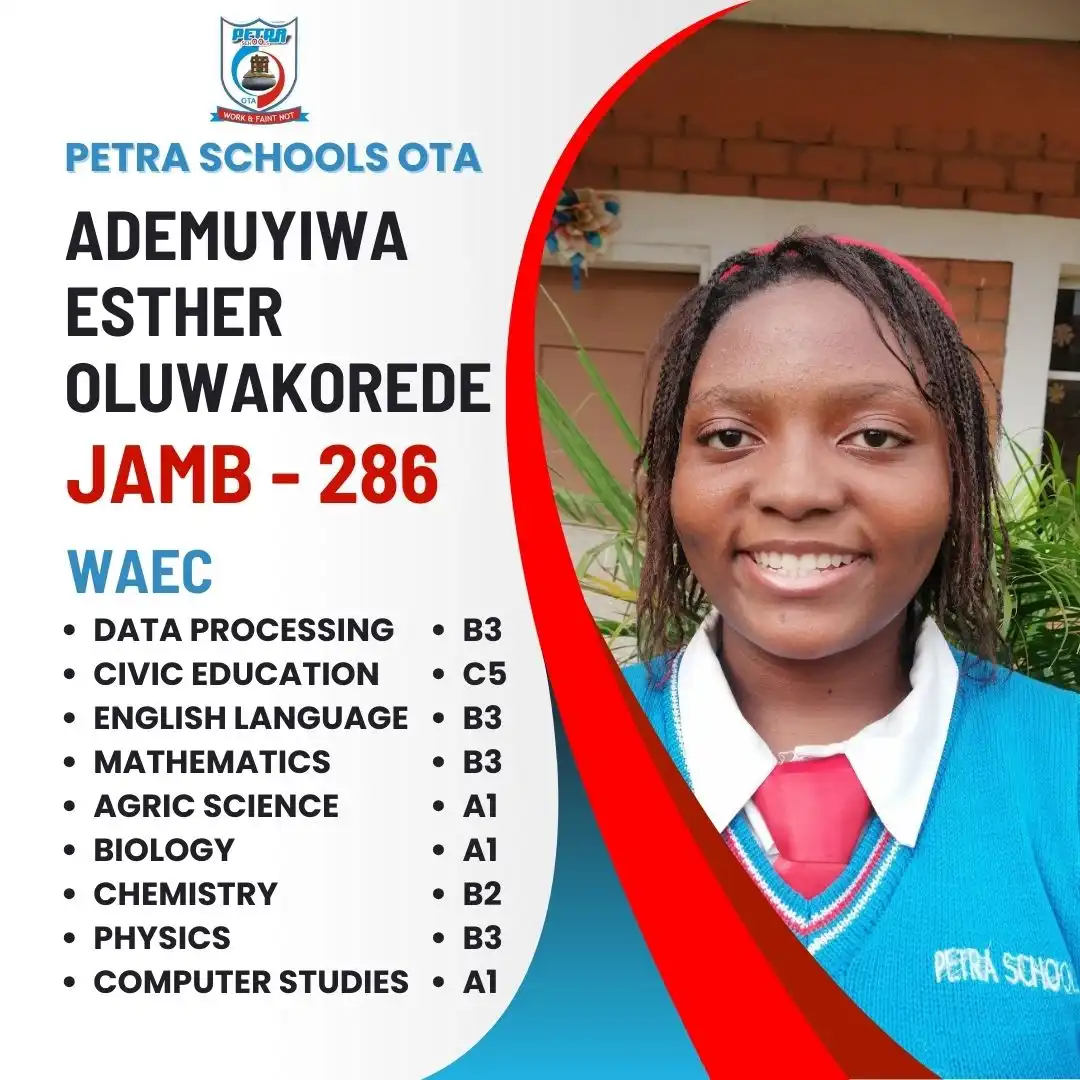 PETRA
SCHOOLS
OTA
WORK & FAINT NOT
PETRA SCHOOLS OTA
ADEMUYIWA
ESTHER
OLUWAKOREDE
JAMB - 286
WAEC
• DATA PROCESSING • B3
• CIVIC EDUCATION • C5
• ENGLISH LANGUAGE • B3
• MATHEMATICS • B3
• AGRIC SCIENCE • A1
• BIOLOGY • A1
• CHEMISTRY • B2
• PHYSICS • B3
• COMPUTER STUDIES • A1
PETRA SCHOOL